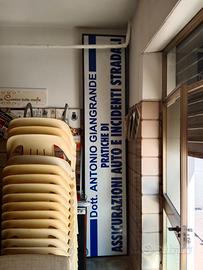 Dott. ANTONIO GIANGRANDE
PRATICHE DI
ASSICURAZIONI AUTO E INCIDENTI STRADALI